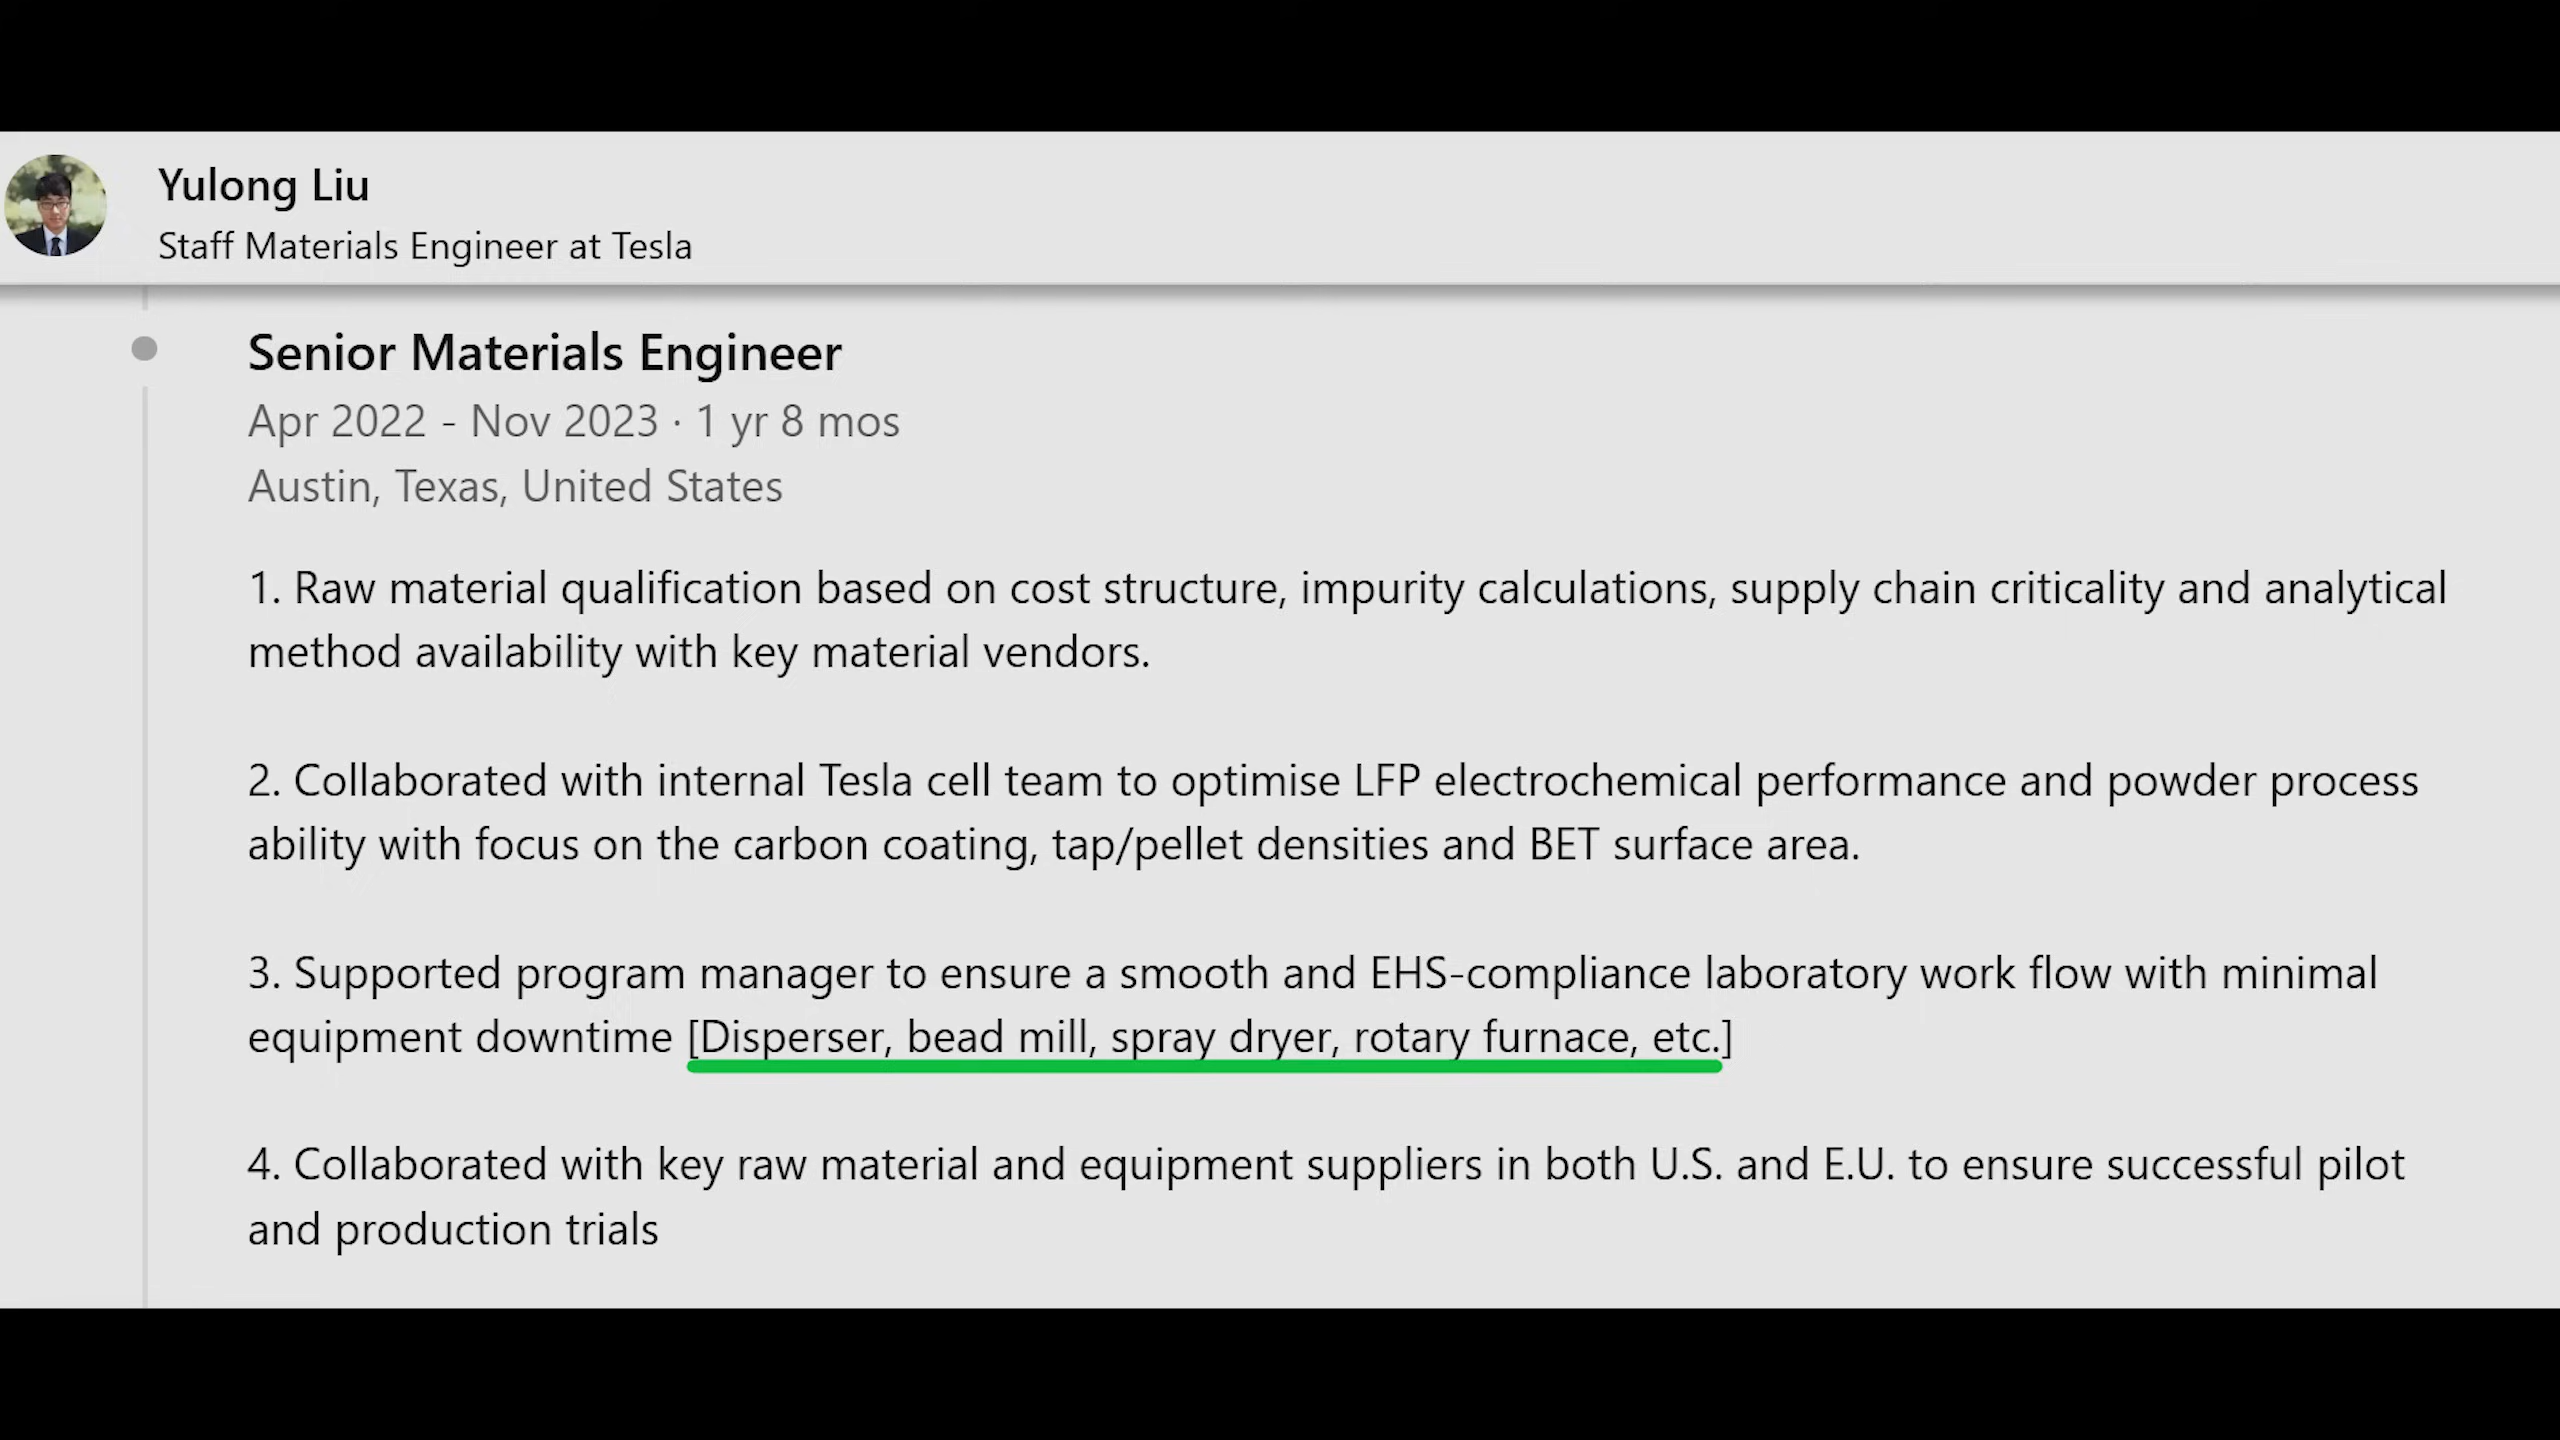 Yulong Liu
Staff Materials Engineer at Tesla
Senior Materials Engineer
Apr 2022 - Nov 2023 · 1 yr 8 mos
Austin, Texas, United States
1. Raw material qualification based on cost structure, impurity calculations, supply chain criticality and analytical
method availability with key material vendors.
2. Collaborated with internal Tesla cell team to optimise LFP electrochemical performance and powder process
ability with focus on the carbon coating, tap/pellet densities and BET surface area.
3. Supported program manager to ensure a smooth and EHS-compliance laboratory work flow with minimal
equipment downtime [Disperser, bead mill, spray dryer, rotary furnace, etc.]
4. Collaborated with key raw material and equipment suppliers in both U.S. and E.U. to ensure successful pilot
and production trials